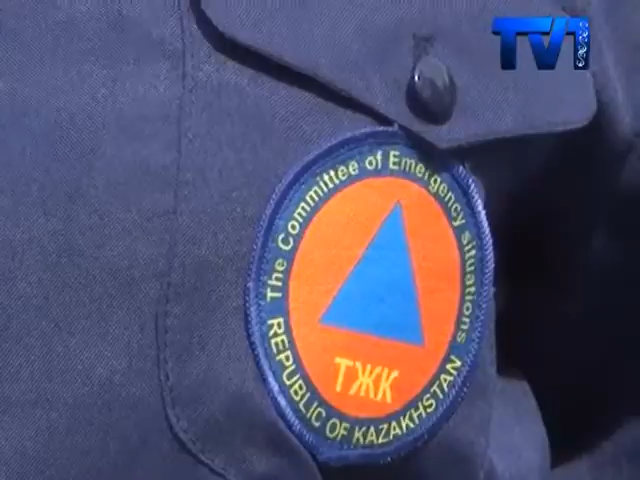 TV1
The Committee of Emergency situations
ТЖК
REPUBLIC OF KAZAKHSTAN